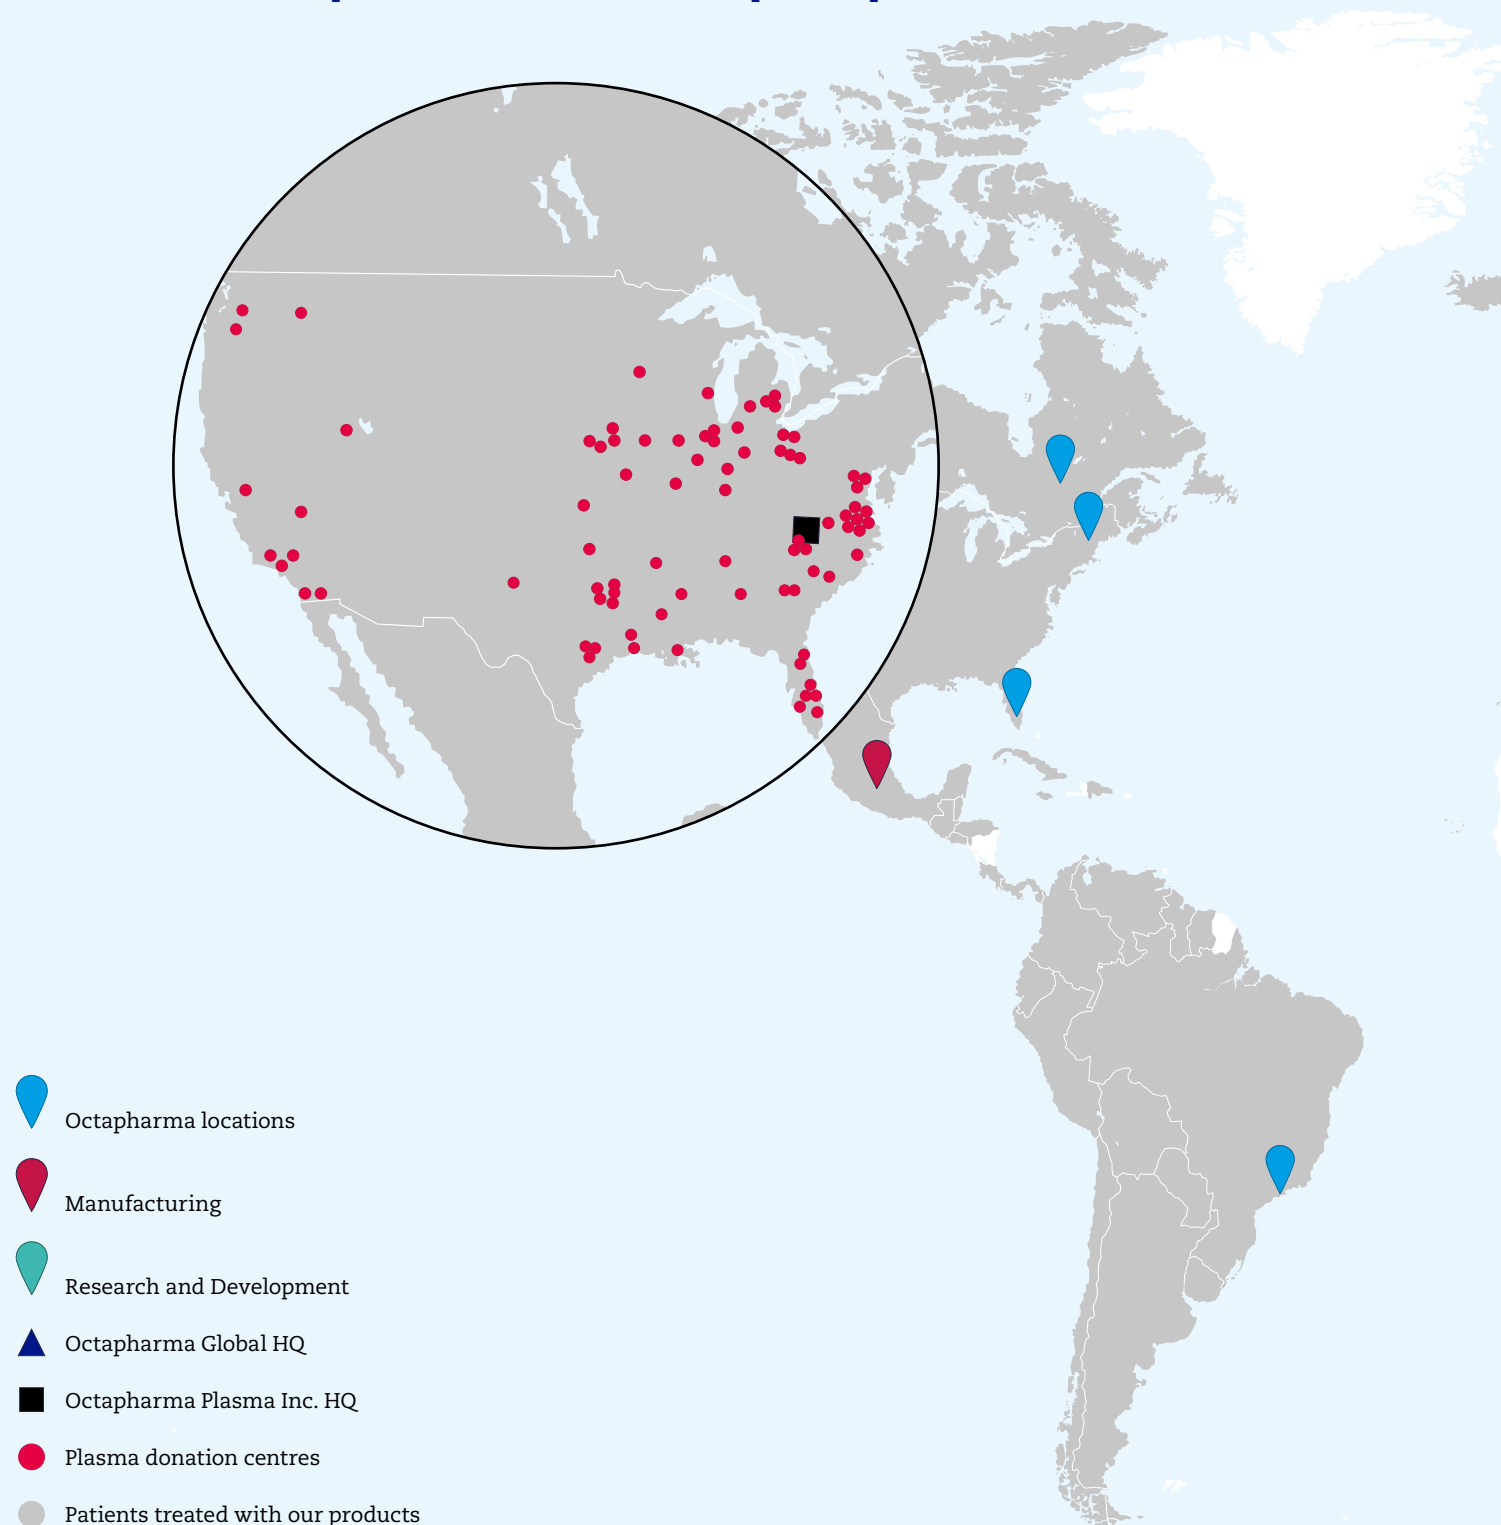 Octapharma locations
Manufacturing
Research and Development
Octapharma Global HQ
Octapharma Plasma Inc. HQ
Plasma donation centres
Patients treated with our products